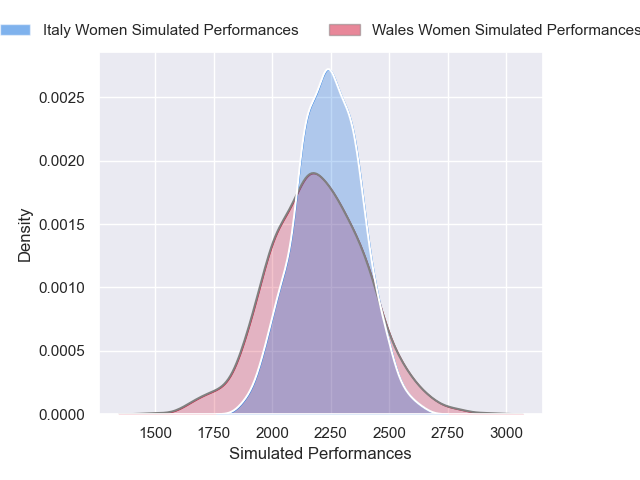 Italy Women Simulated Performances
Wales Women Simulated Performances
0.0025
0.0020
0.0015
0.0010
0.0005
0.0000
Density
1500 1750 2000 2250 2500 2750 3000
Simulated Performances